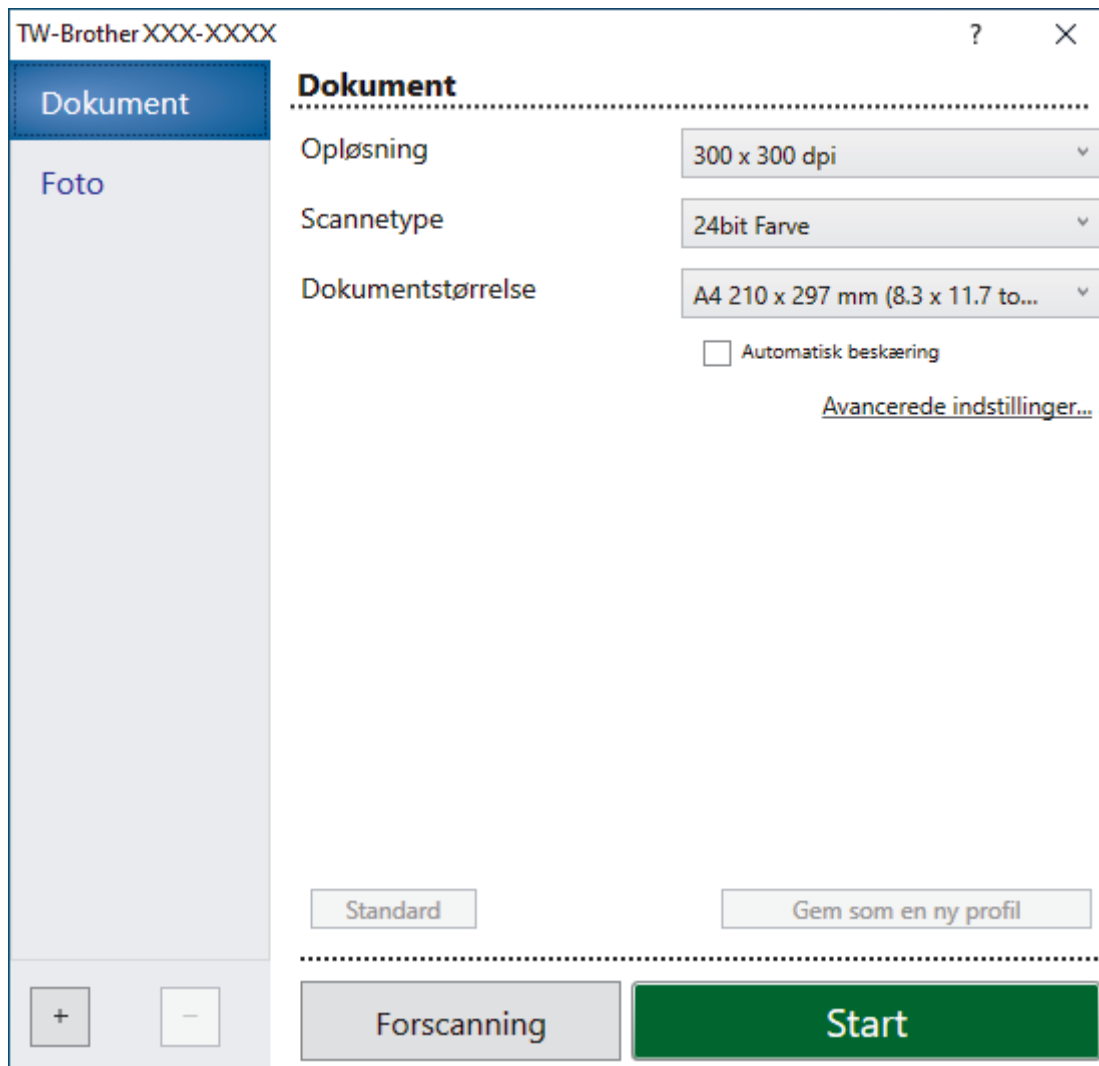 TW-Brother XXX-XXXX ? X
Dokument
Foto
Dokument
Opløsning 300 x 300 dpi
Scannetype 24bit Farve
Dokumentstørrelse A4 210 x 297 mm (8.3 x 11.7 to...
Automatisk beskæring
Avancerede indstillinger...
Standard Gem som en ny profil
+ − Forscanning Start